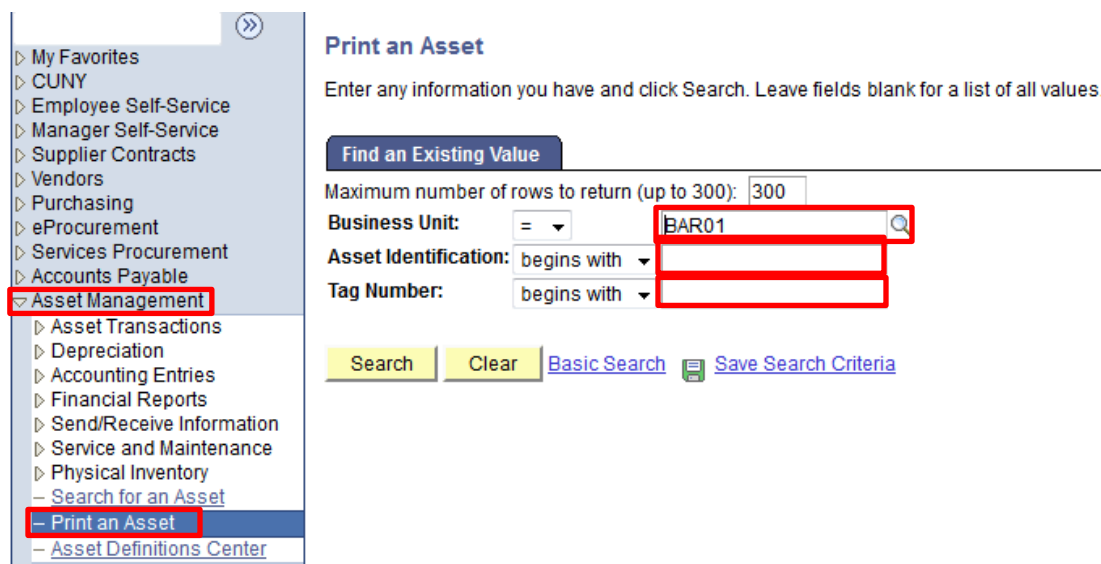 My Favorites
CUNY
Employee Self-Service
Manager Self-Service
Supplier Contracts
Vendors
Purchasing
eProcurement
Services Procurement
Accounts Payable
Asset Management
Asset Transactions
Depreciation
Accounting Entries
Financial Reports
Send/Receive Information
Service and Maintenance
Physical Inventory
Search for an Asset
Print an Asset
Asset Definitions Center
Print an Asset
Enter any information you have and click Search. Leave fields blank for a list of all values
Find an Existing Value
Maximum number of rows to return (up to 300): 300
Business Unit: = BAR01
Asset Identification: begins with
Tag Number: begins with
Search Clear Basic Search Save Search Criteria